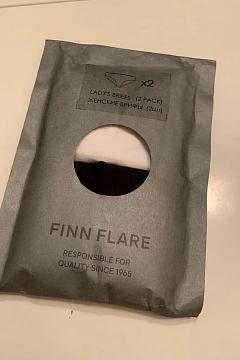 x2
LADY'S BRIEFS (2 PACK)
ЖЕНСКИЕ БРИФЫ (2шт)
FINN FLARE
RESPONSIBLE FOR
QUALITY SINCE 1965